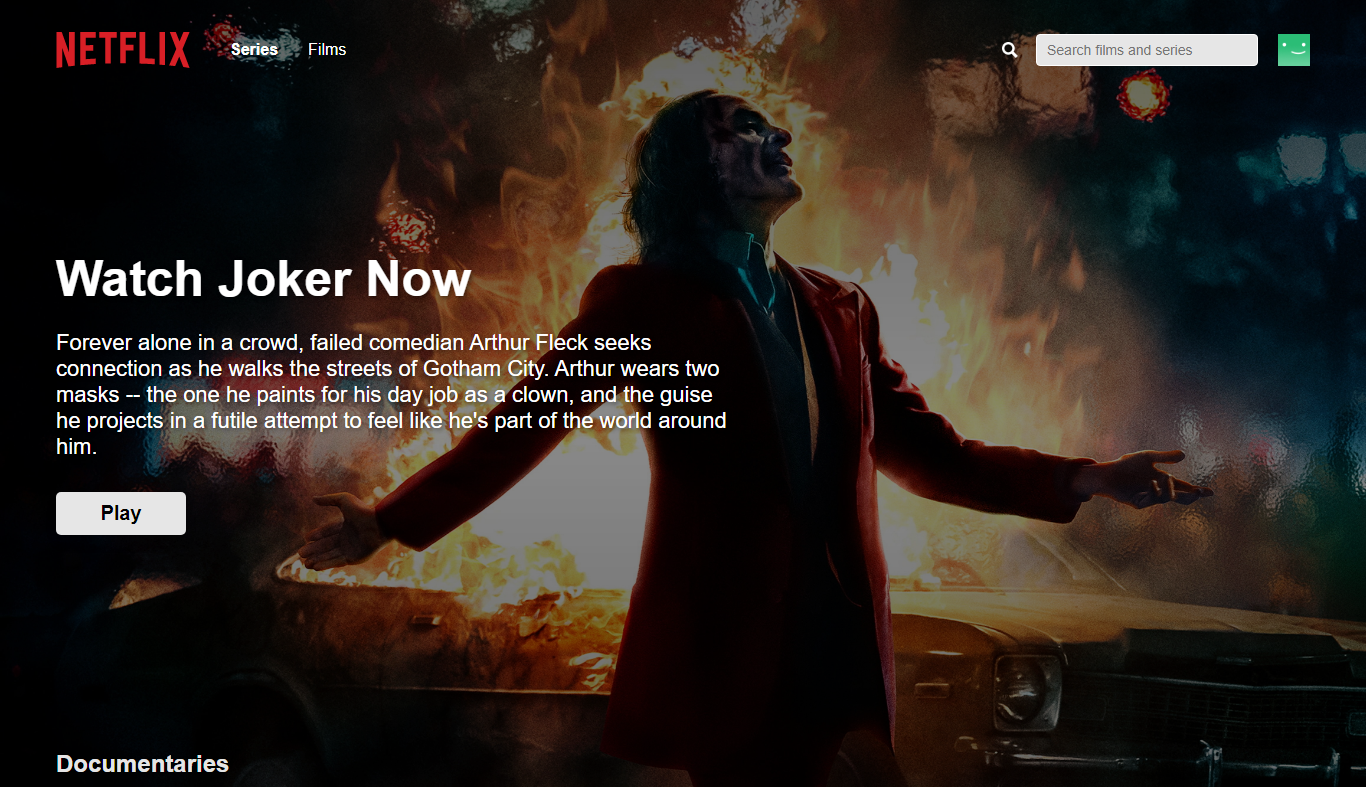 NETFLIX Series Films Search films and series
Watch Joker Now
Forever alone in a crowd, failed comedian Arthur Fleck seeks
connection as he walks the streets of Gotham City. Arthur wears two
masks -- the one he paints for his day job as a clown, and the guise
he projects in a futile attempt to feel like he's part of the world around
him.
Play
Documentaries